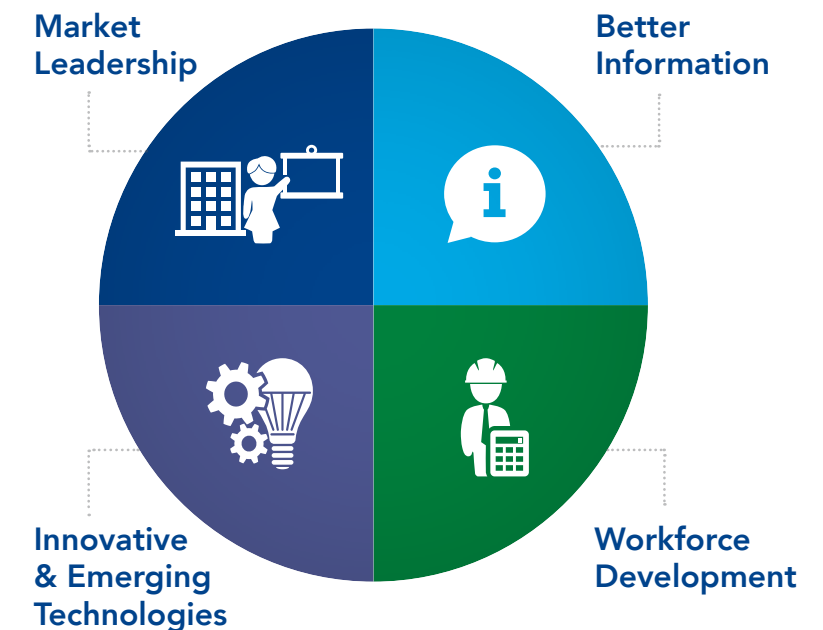 Market
Leadership
Better
Information
i
Innovative
& Emerging
Technologies
Workforce
Development